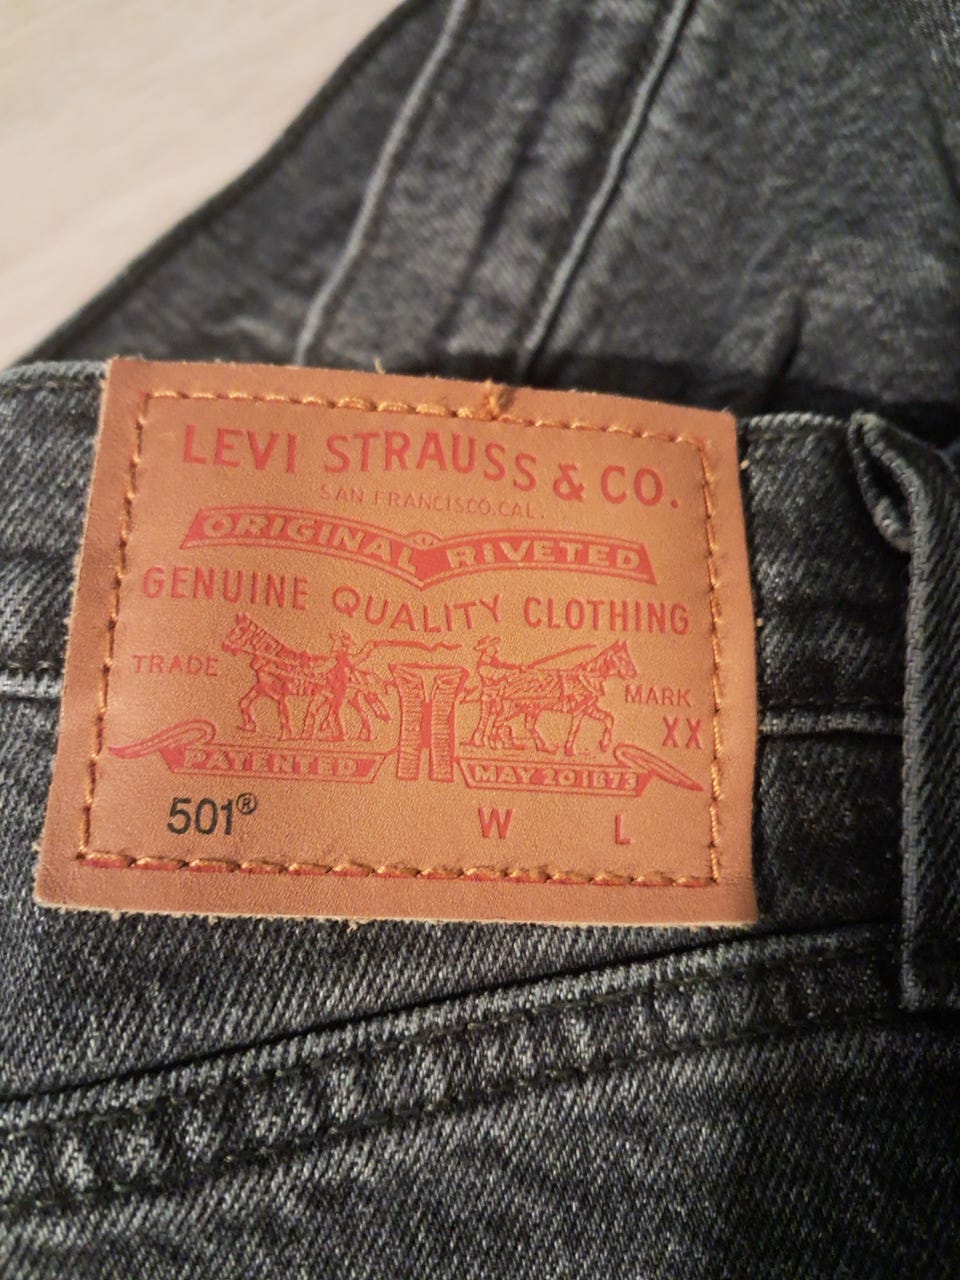 LEVI STRAUSS & CO.
SAN FRANCISCO, CAL.
ORIGINAL RIVETED
GENUINE QUALITY CLOTHING
TRADE MARK
XX
PATENTED MAY 20 1873
501® W L